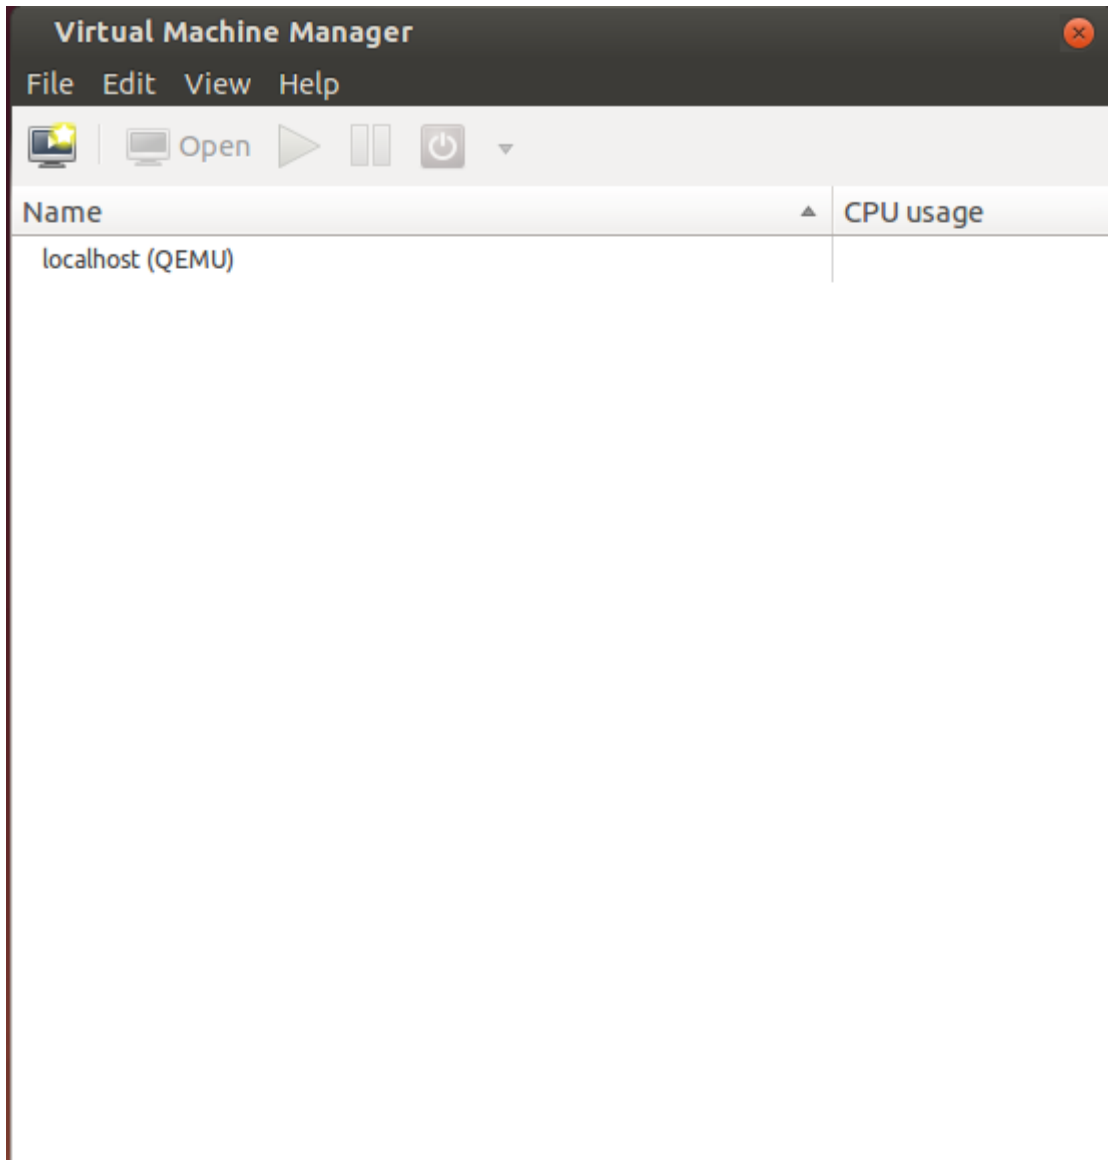 Virtual Machine Manager
File Edit View Help
Open
Name CPU usage
localhost (QEMU)